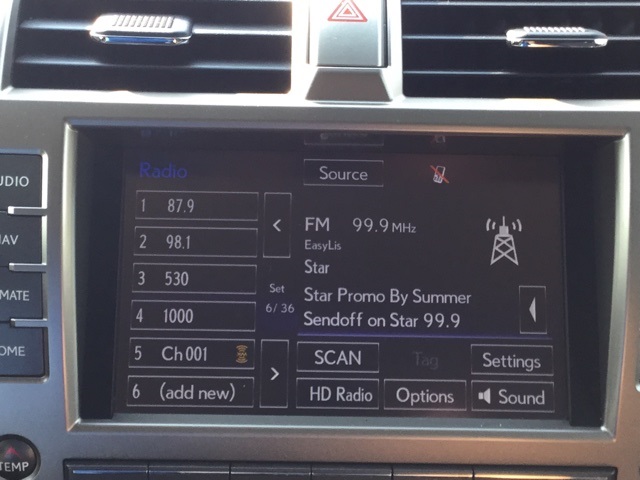 UDIO
NAV
MATE
OME
TEMP
Radio
Source
1 87.9
2 98.1
3 530
4 1000
5 Ch 001
6 (add new)
<
Set
6/36
>
FM 99.9 MHz
EasyLis
Star
Star Promo By Summer
Sendoff on Star 99.9
SCAN
Tag
Settings
HD Radio
Options
Sound